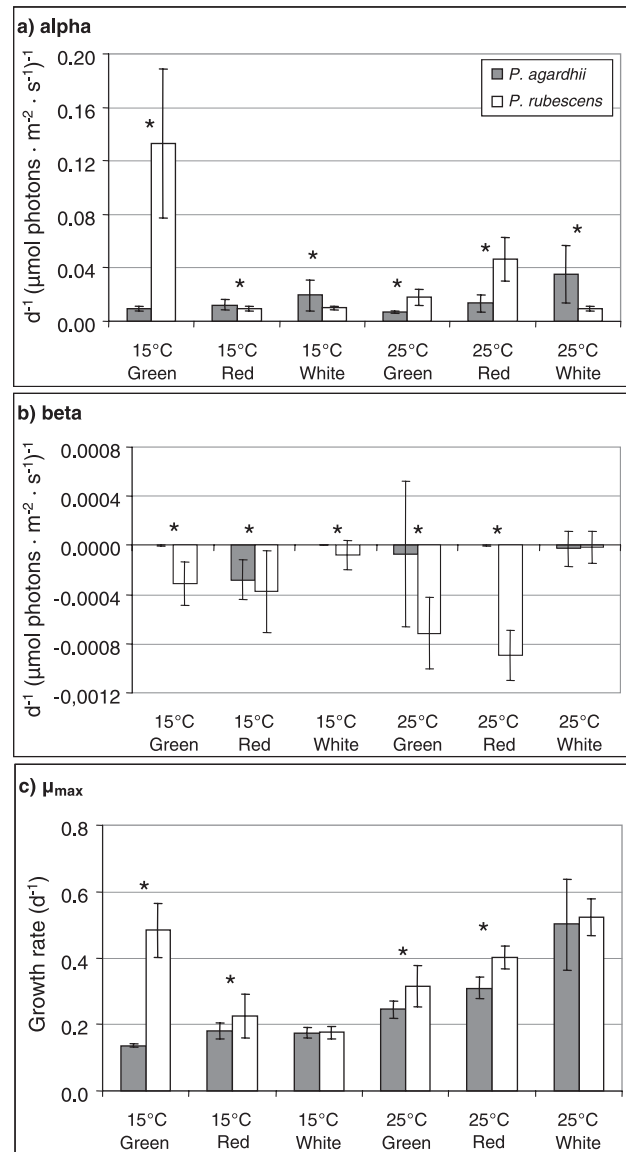 a) alpha
d⁻¹ (µmol photons · m⁻² · s⁻¹)⁻¹
0.20
0.16
0.12
0.08
0.04
0.00
P. agardhii
P. rubescens
*
*
*
*
*
*
15°C 15°C 15°C 25°C 25°C 25°C
Green Red White Green Red White
b) beta
d⁻¹ (µmol photons · m⁻² · s⁻¹)⁻¹
0.0008
0.0004
0.0000
-0.0004
-0.0008
-0,0012
* * * * *
15°C 15°C 15°C 25°C 25°C 25°C
Green Red White Green Red White
c) µmax
Growth rate (d⁻¹)
0.8
0.6
0.4
0.2
0.0
*
*
*
*
15°C 15°C 15°C 25°C 25°C 25°C
Green Red White Green Red White